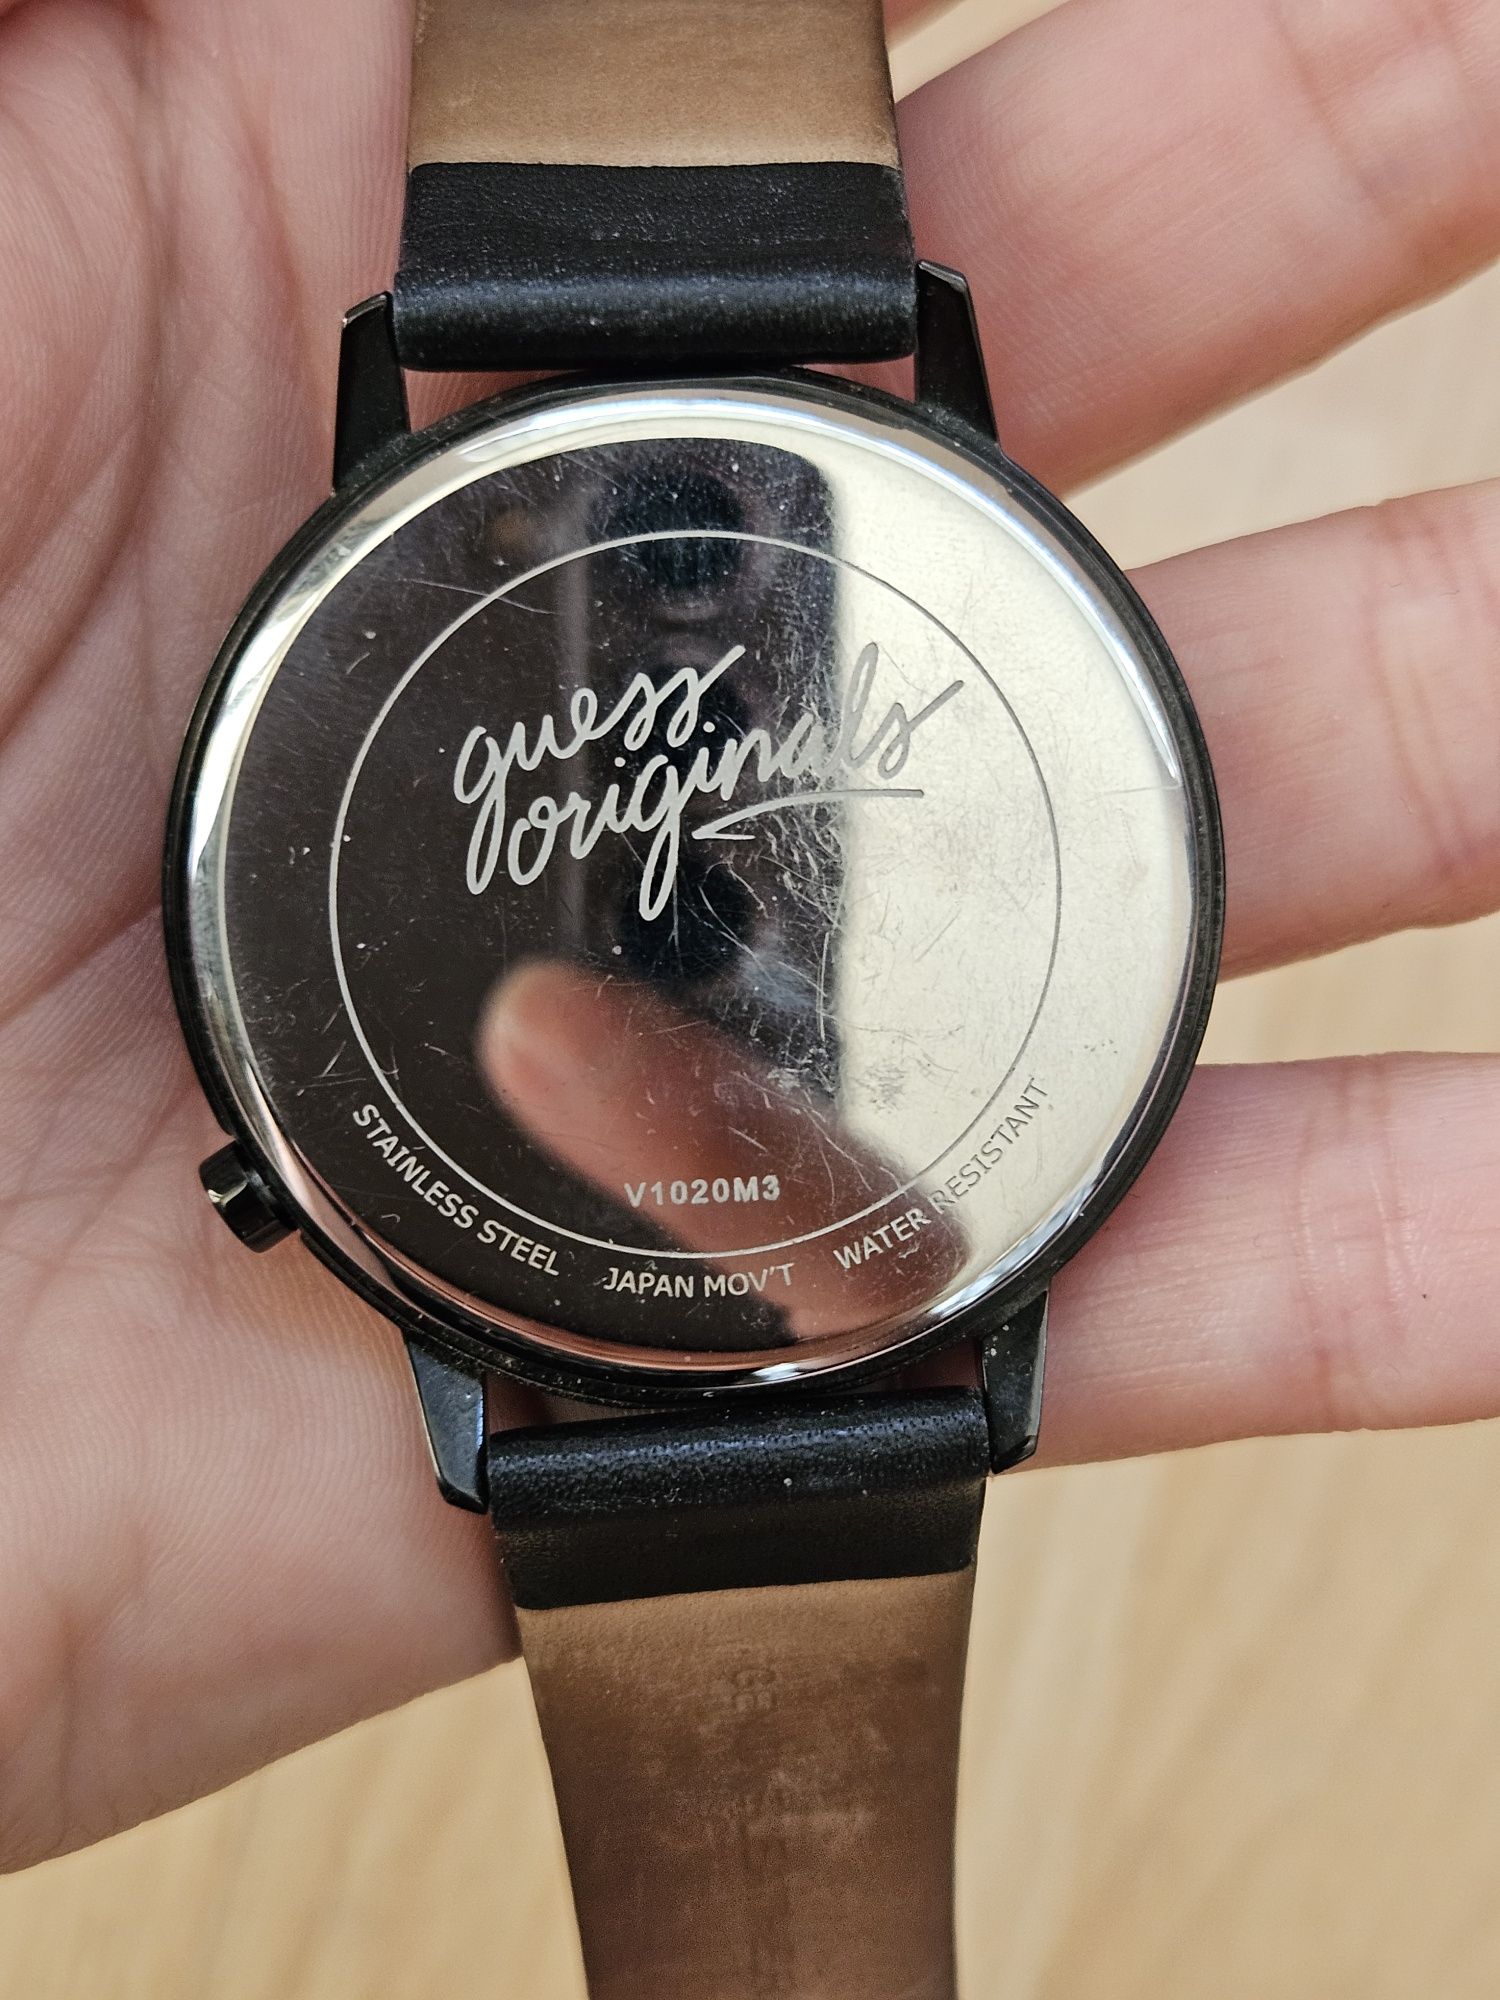 guess
originals
V1020M3
STAINLESS STEEL JAPAN MOV'T WATER RESISTANT